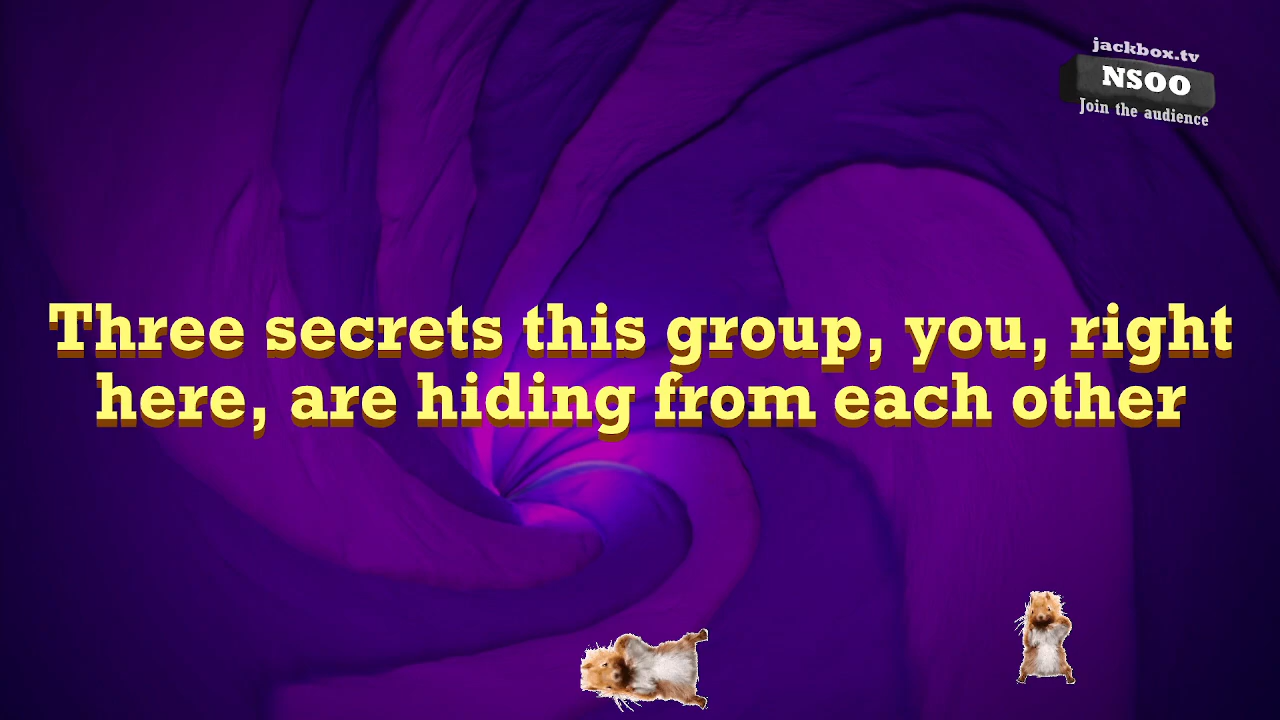 jackbox.tv
NSOO
Join the audience
Three secrets this group, you, right
here, are hiding from each other